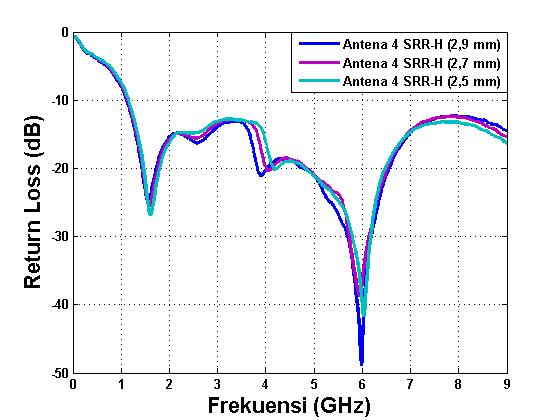 Antena 4 SRR-H (2,9 mm)
Antena 4 SRR-H (2,7 mm)
Antena 4 SRR-H (2,5 mm)
Return Loss (dB)
0
-10
-20
-30
-40
-50
0 1 2 3 4 5 6 7 8 9
Frekuensi (GHz)